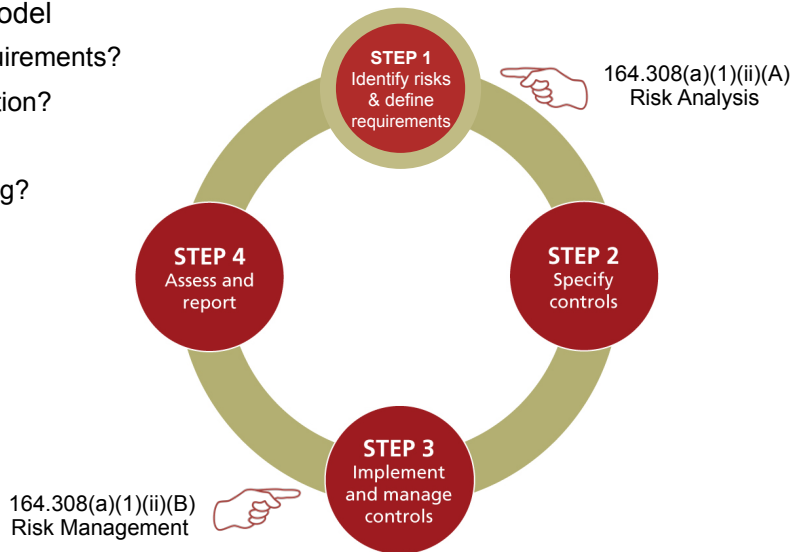 odel
uirements?
tion?
g?
STEP 1
Identify risks
& define
requirements
164.308(a)(1)(ii)(A)
Risk Analysis
STEP 4
Assess and
report
STEP 2
Specify
controls
STEP 3
Implement
and manage
controls
164.308(a)(1)(ii)(B)
Risk Management